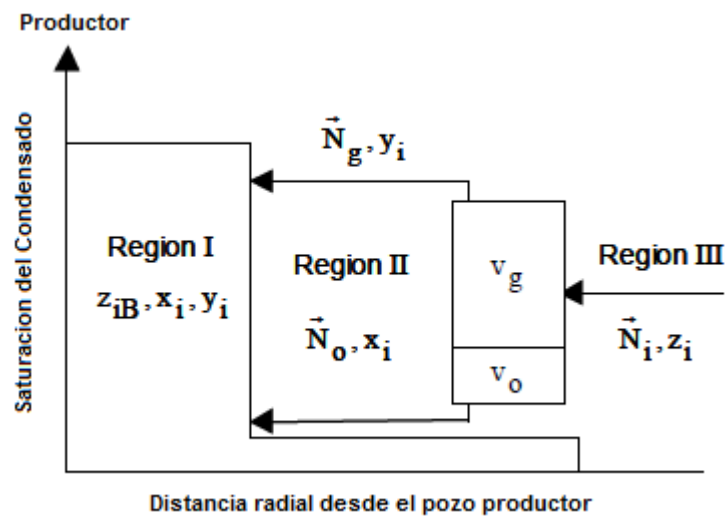 Productor
Saturacion del Condensado
N⃗g, yi
Region I
ziB, xi, yi
Region II
N⃗o, xi
vg
vo
Region III
N⃗i, zi
Distancia radial desde el pozo productor